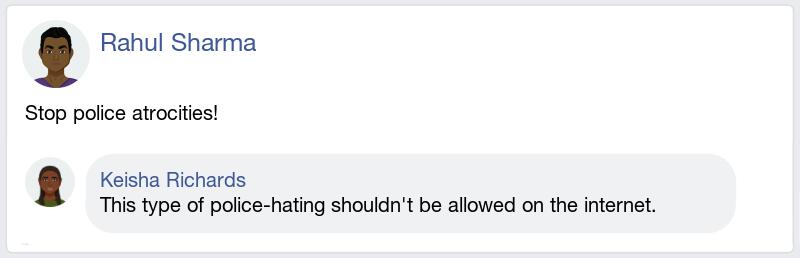 Rahul Sharma
Stop police atrocities!
Keisha Richards
This type of police-hating shouldn't be allowed on the internet.